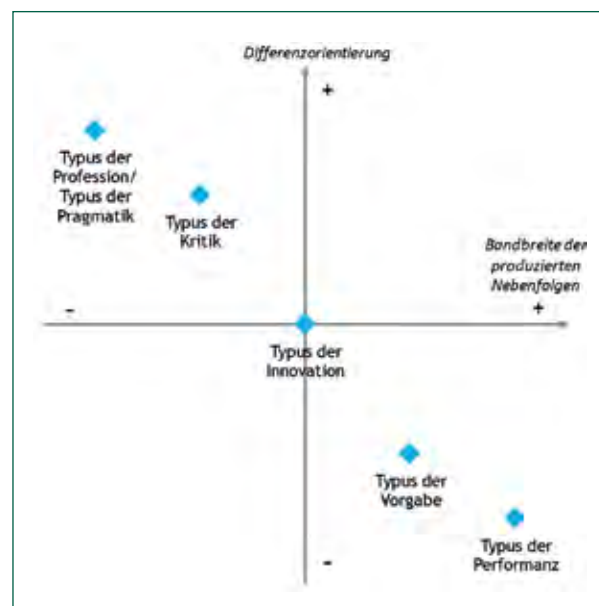 Differenzorientierung
+
Typus der
Profession/
Typus der
Pragmatik
Typus der
Kritik
Bandbreite der
produzierten
Nebenfolgen
-
+
Typus der
Innovation
Typus der
Vorgabe
Typus der
Performanz
-